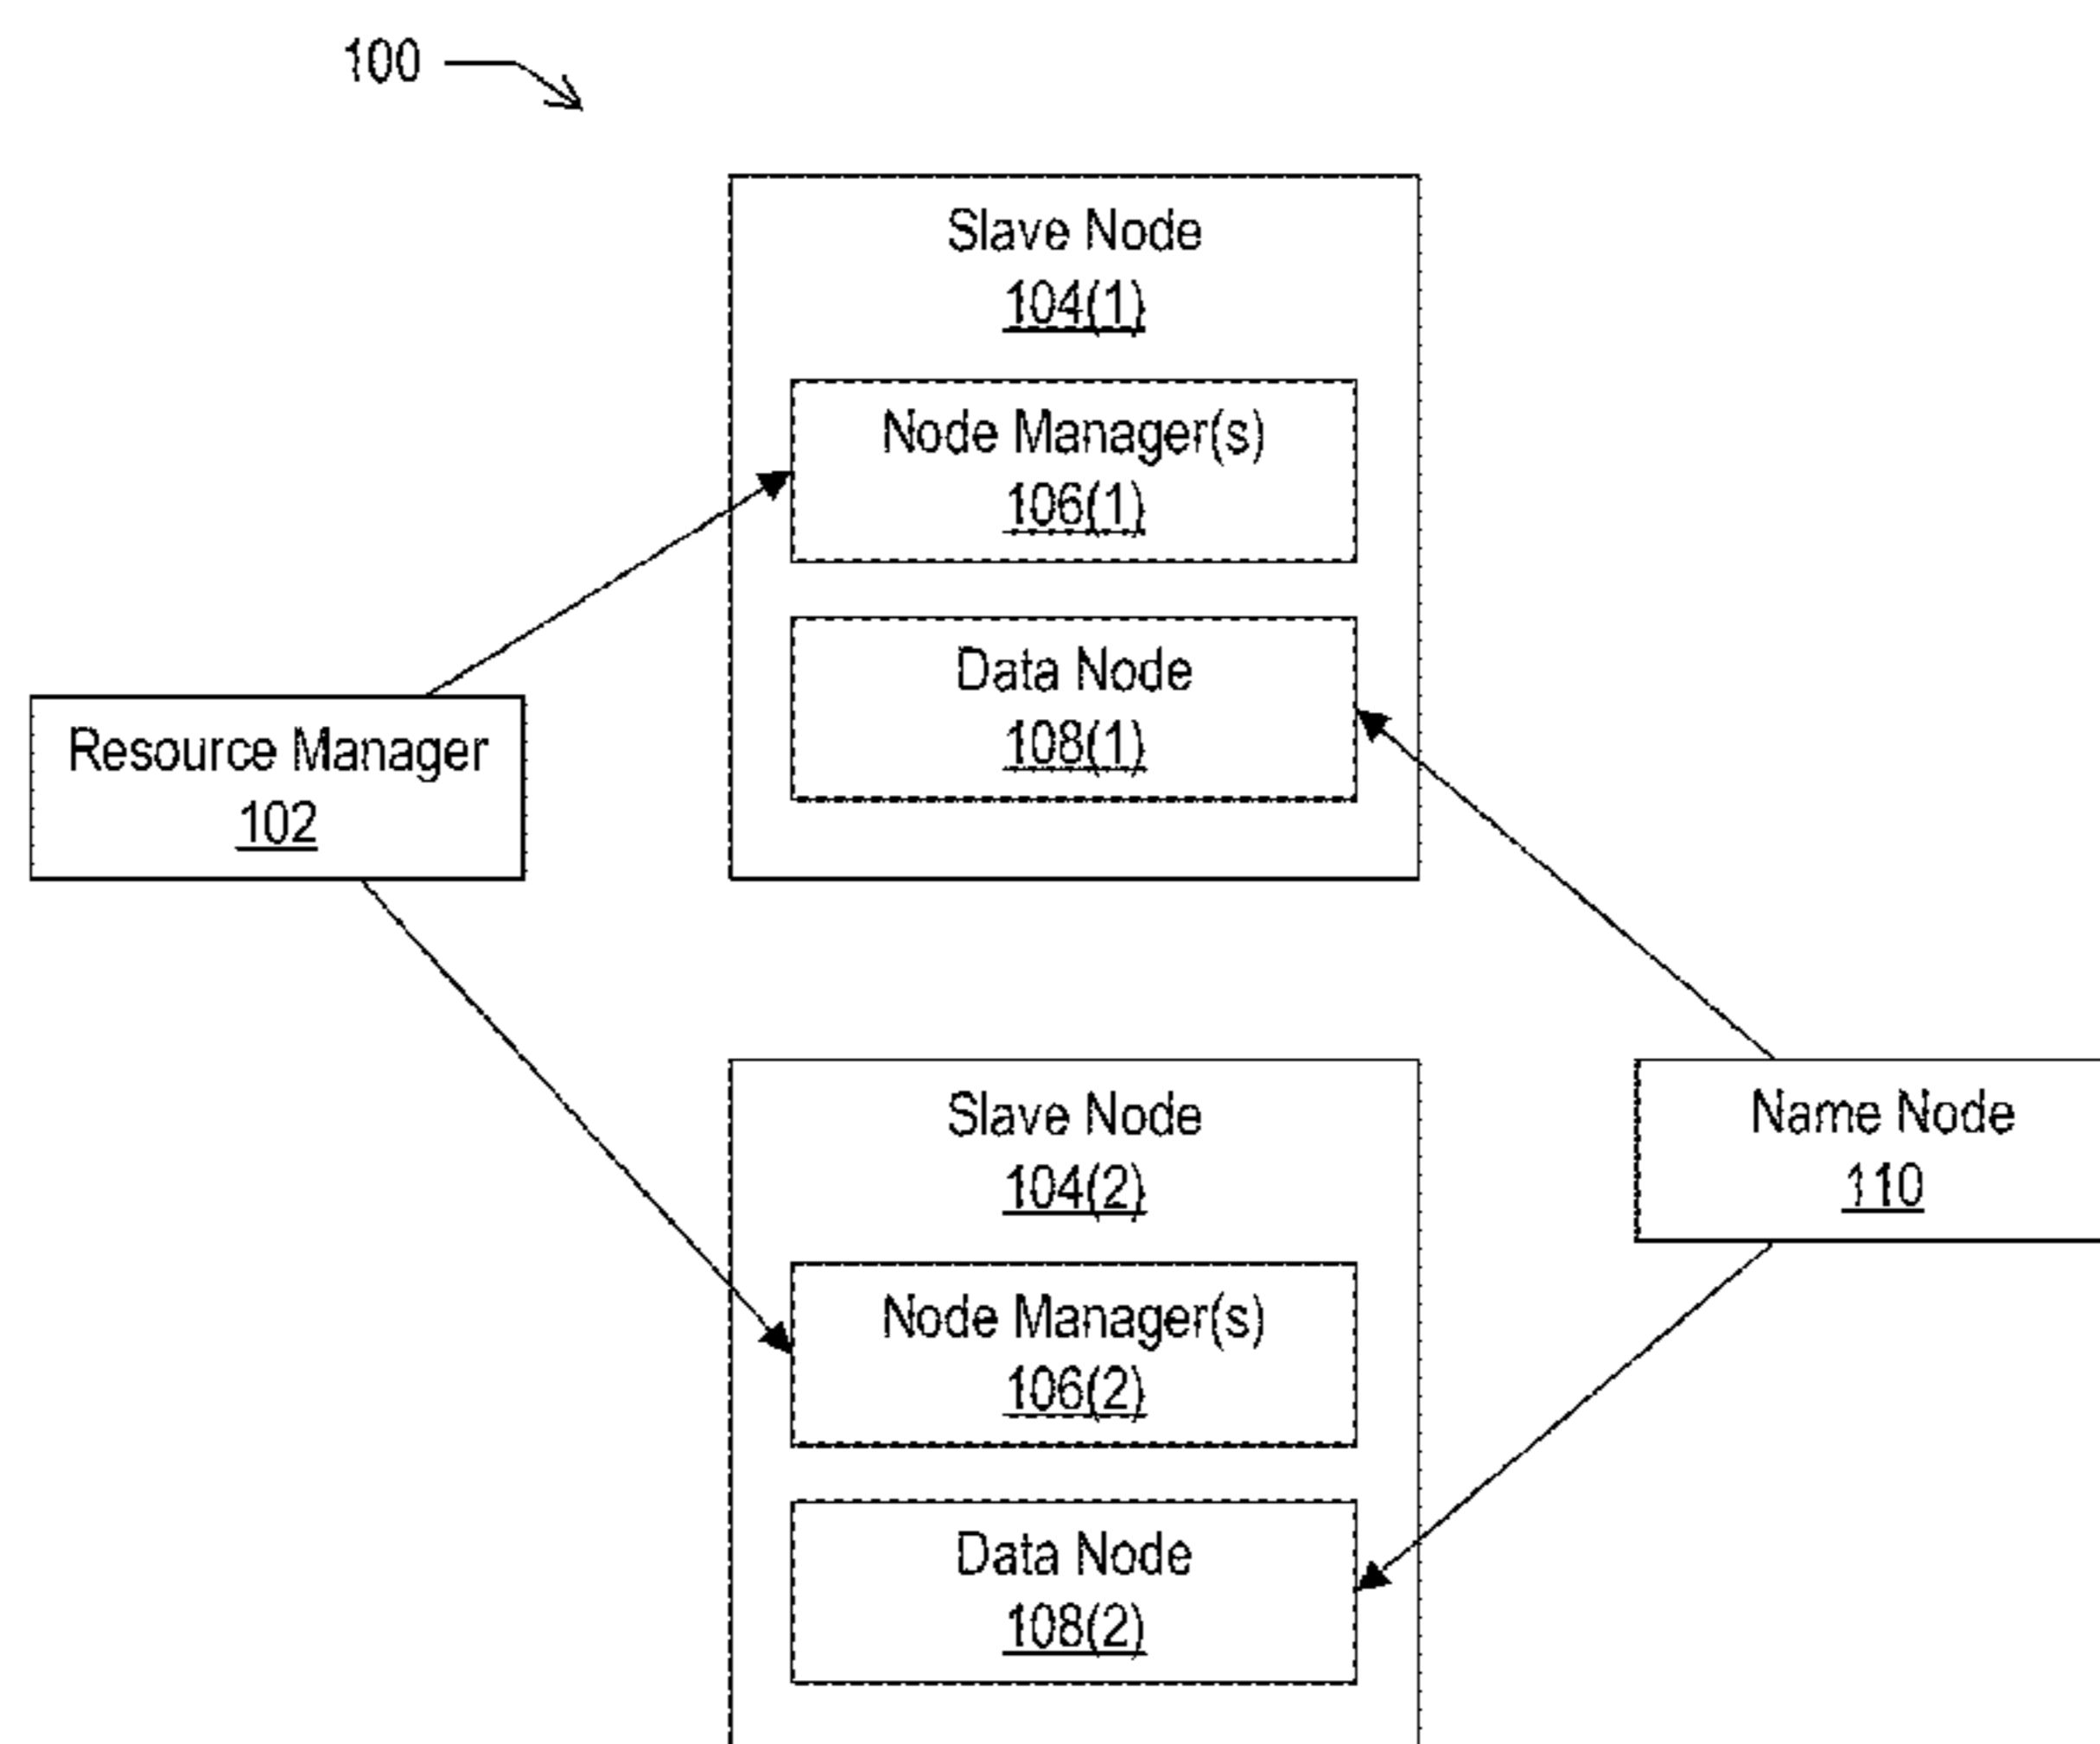 100
Slave Node
104(1)
Node Manager(s)
106(1)
Data Node
108(1)
Resource Manager
102
Slave Node
104(2)
Node Manager(s)
106(2)
Data Node
108(2)
Name Node
110